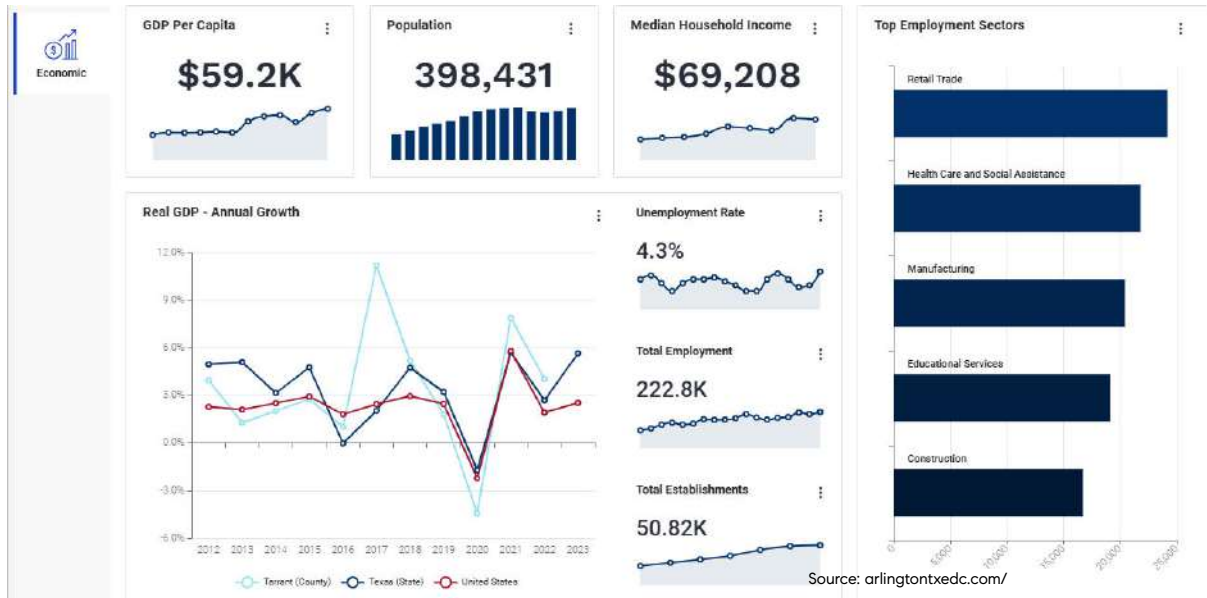 Economic
GDP Per Capita
$59.2K
Population
398,431
Median Household Income
$69,208
Top Employment Sectors
Retail Trade
Health Care and Social Assistance
Manufacturing
Educational Services
Construction
0 5,000 10,000 15,000 20,000 25,000
Real GDP - Annual Growth
12.0%
9.0%
6.0%
3.0%
0.0%
-3.0%
-6.0%
2012 2013 2014 2015 2016 2017 2018 2019 2020 2021 2022 2023
Tarrant (County) Texas (State) United States
Unemployment Rate
4.3%
Total Employment
222.8K
Total Establishments
50.82K
Source: arlingtontxedc.com/